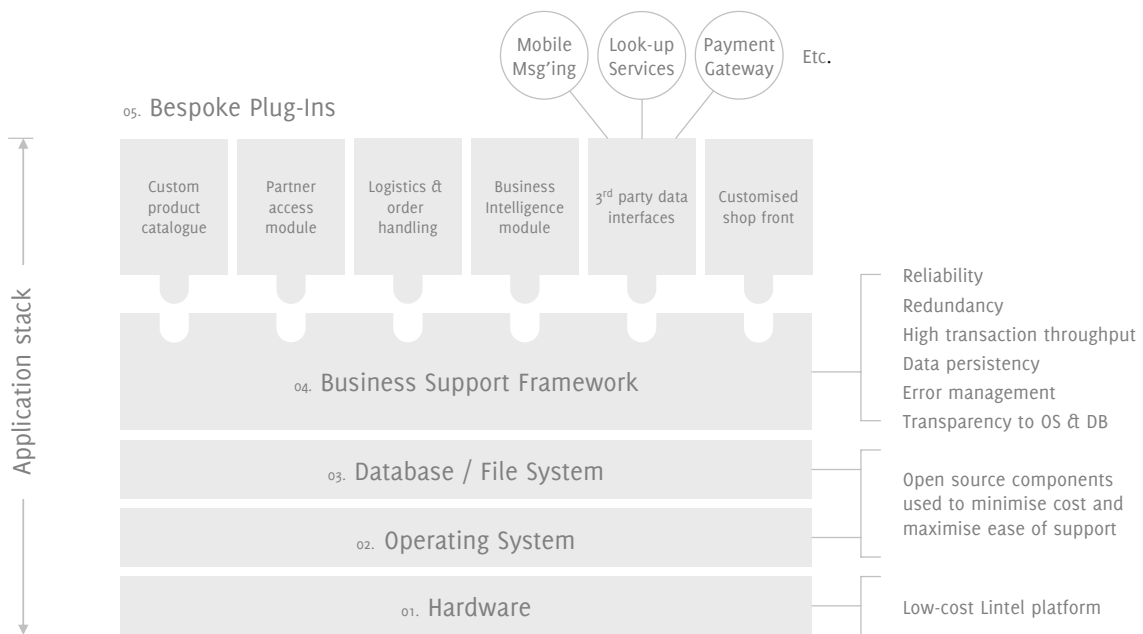 Mobile
Msg'ing
Look-up
Services
Payment
Gateway
Etc.
05. Bespoke Plug-Ins
Custom
product
catalogue
Partner
access
module
Logistics &
order
handling
Business
Intelligence
module
3rd party data
interfaces
Customised
shop front
Application stack
04. Business Support Framework
Reliability
Redundancy
High transaction throughput
Data persistency
Error management
Transparency to OS & DB
03. Database / File System
02. Operating System
Open source components
used to minimise cost and
maximise ease of support
01. Hardware
Low-cost Lintel platform